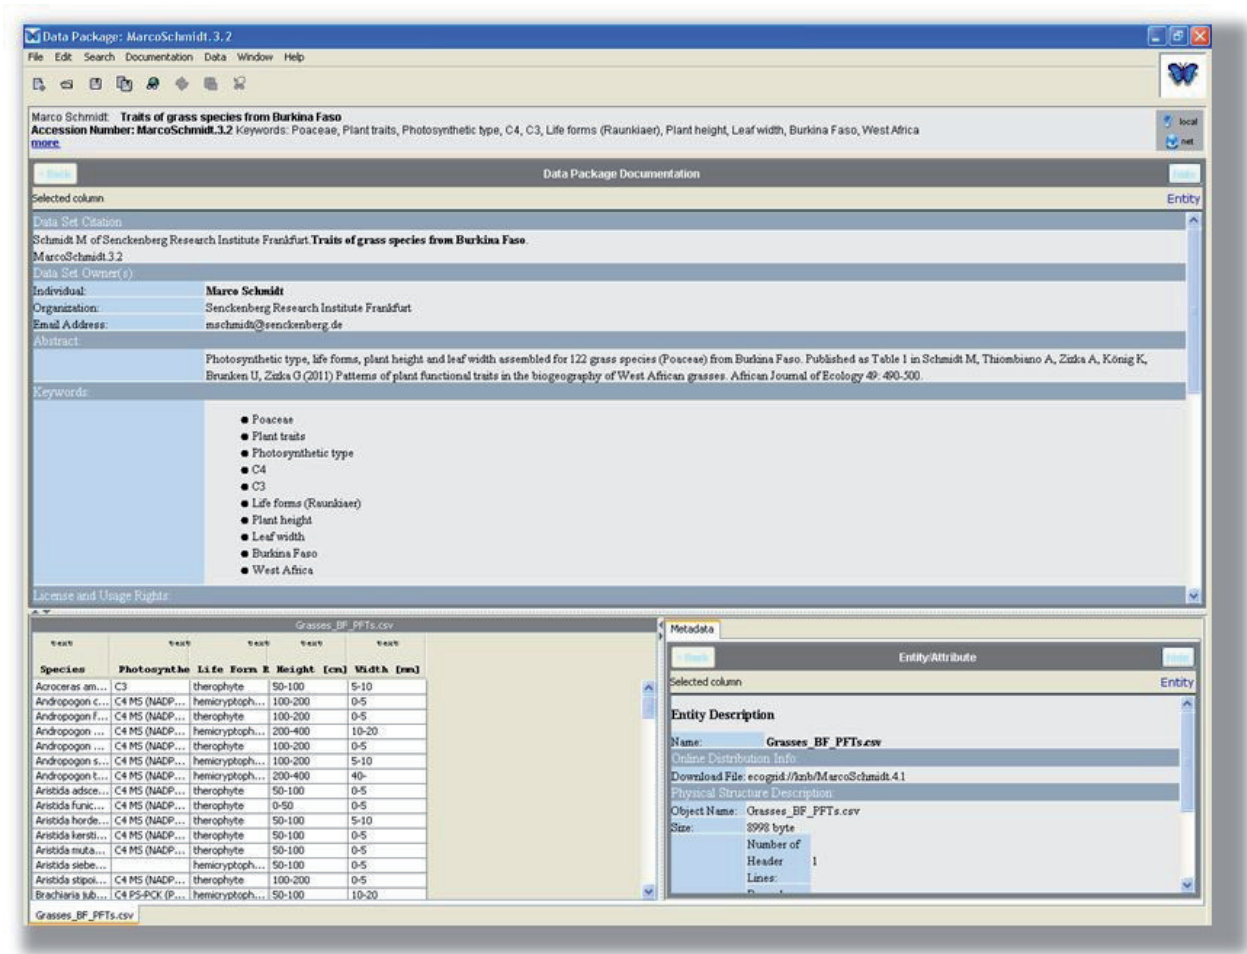 Data Package: MarcoSchmidt.3.2
File Edit Search Documentation Data Window Help
Marco Schmidt: Traits of grass species from Burkina Faso
Accession Number: MarcoSchmidt.3.2 Keywords: Poaceae, Plant traits, Photosynthetic type, C4, C3, Life forms (Raunkiaer), Plant height, Leaf width, Burkina Faso, West Africa
more
local
net
< Back Data Package Documentation Hide
Selected column Entity
Data Set Citation
Schmidt M of Senckenberg Research Institute Frankfurt.Traits of grass species from Burkina Faso.
MarcoSchmidt.3.2
Data Set Owner(s):
Individual: Marco Schmidt
Organization: Senckenberg Research Institute Frankfurt
Email Address: mschmidt@senckenberg.de
Abstract:
Photosynthetic type, life forms, plant height and leaf width assembled for 122 grass species (Poaceae) from Burkina Faso. Published as Table 1 in Schmidt M, Thiombiano A, Zizka A, König K,
Brunken U, Zizka G (2011) Patterns of plant functional traits in the biogeography of West African grasses. African Journal of Ecology 49: 490-500.
Keywords:
● Poaceae
● Plant traits
● Photosynthetic type
● C4
● C3
● Life forms (Raunkiaer)
● Plant height
● Leaf width
● Burkina Faso
● West Africa
License and Usage Rights:
Grasses_BF_PFTs.csv
text text text text text
Species Photosynthe Life Form R Height [cm] Width [mm]
Acroceras am... C3 therophyte 50-100 5-10
Andropogon c... C4 MS (NADP... hemicryptoph... 100-200 0-5
Andropogon f... C4 MS (NADP... therophyte 100-200 0-5
Andropogon ... C4 MS (NADP... hemicryptoph... 200-400 10-20
Andropogon ... C4 MS (NADP... therophyte 100-200 0-5
Andropogon s... C4 MS (NADP... hemicryptoph... 100-200 5-10
Andropogon t... C4 MS (NADP... hemicryptoph... 200-400 40-
Aristida adsce... C4 MS (NADP... therophyte 50-100 0-5
Aristida funic... C4 MS (NADP... therophyte 0-50 0-5
Aristida horde... C4 MS (NADP... therophyte 50-100 5-10
Aristida kersti... C4 MS (NADP... therophyte 50-100 0-5
Aristida muta... C4 MS (NADP... therophyte 50-100 0-5
Aristida siebe... hemicryptoph... 50-100 0-5
Aristida stipoi... C4 MS (NADP... therophyte 100-200 0-5
Brachiaria jub... C4 PS-PCK (P... hemicryptoph... 50-100 10-20
Grasses_BF_PFTs.csv
Metadata
< Back Entity/Attribute Hide
Selected column Entity
Entity Description
Name: Grasses_BF_PFTs.csv
Online Distribution Info:
Download File: ecogrid://knb/MarcoSchmidt.4.1
Physical Structure Description:
Object Name: Grasses_BF_PFTs.csv
Size: 8998 byte
Number of
Header 1
Lines: